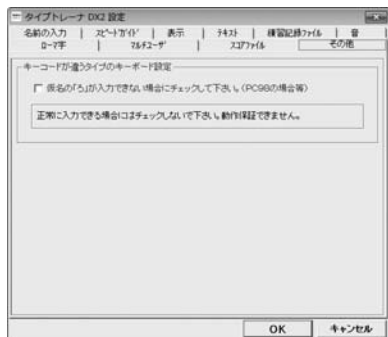 タイプトレーナ DX2 設定
名前の入力 | スピードガイド | 表示 | テキスト | 練習記録ファイル | 音
ローマ字 | マルチユーザ | スコアファイル | その他
キーコードが違うタイプのキーボード設定
仮名の「ろ」が入力できない場合にチェックして下さい。(PC98の場合等)
正常に入力できる場合にはチェックしないで下さい。動作保証できません。
OK キャンセル